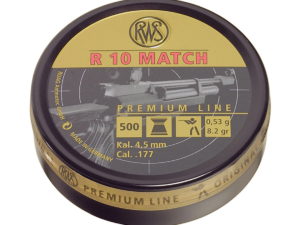 RWS
R 10 MATCH
PREMIUM LINE
500
0,53 g
8.2 gr
Kal. 4,5 mm
Cal. .177
MADE IN GERMANY
PREMIUM LINE
ORIGINAL